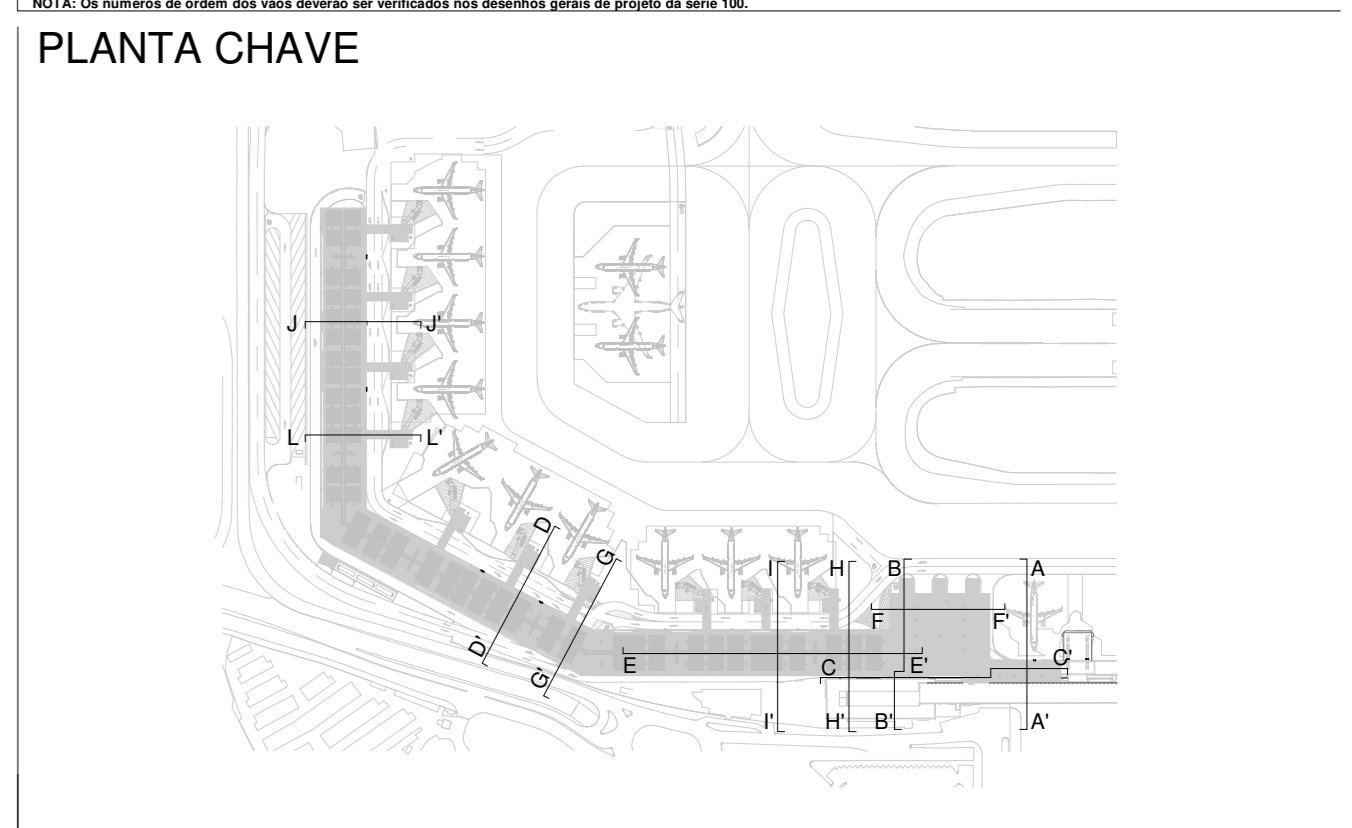 NOTA: Os números de ordem dos vãos deverão ser verificados nos desenhos gerais de projeto da série 100.
PLANTA CHAVE
J J'
L L'
D
G
I H B A
F F'
D'
E C E' C'
G'
I' H' B' A'